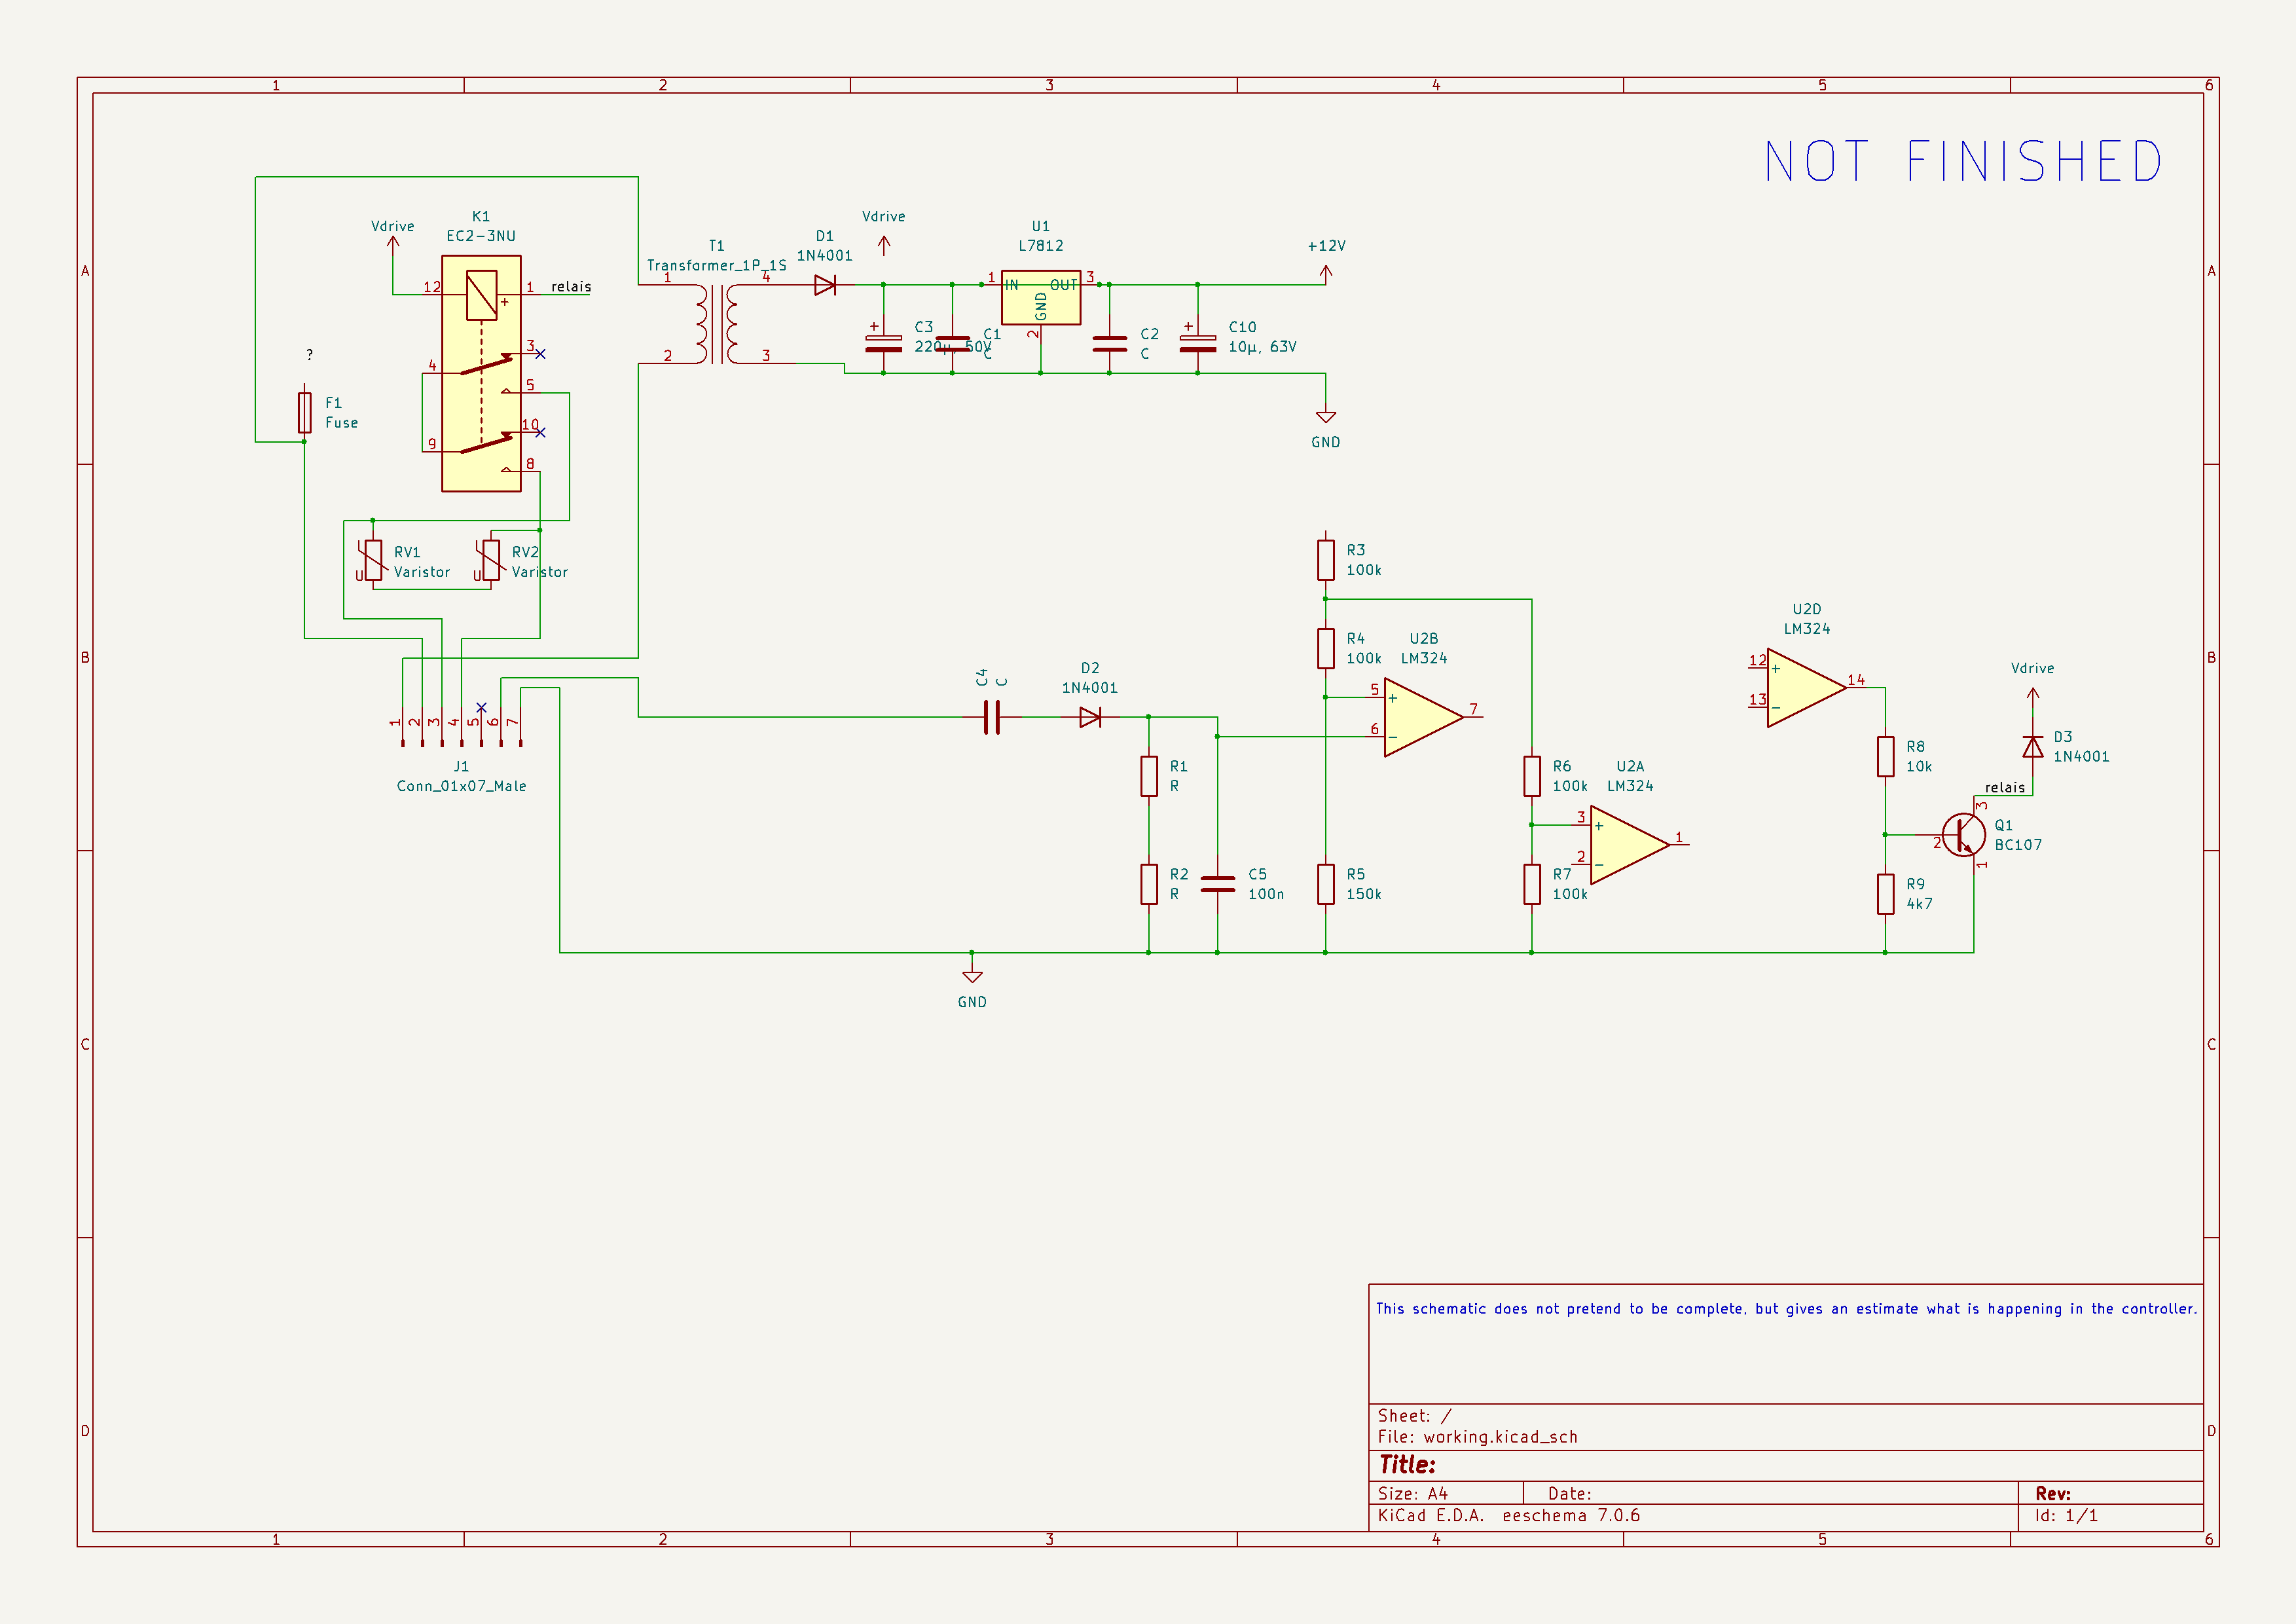 1 2 3 4 5 6
NOT FINISHED
A
A
Vdrive
K1
EC2-3NU
12
1
relais
+
3
4
5
10
9
8
?
F1
Fuse
T1
Transformer_1P_1S
1
4
2
3
D1
1N4001
Vdrive
U1
L7812
1
IN
OUT
3
GND
2
+
C3
220µ, 50V
C1
C
C2
C
+
C10
10µ, 63V
+12V
GND
B
B
U
RV1
Varistor
U
RV2
Varistor
1 2 3 4 5 6 7
J1
Conn_01x07_Male
C4
C
D2
1N4001
R1
R
R2
R
C5
100n
GND
R3
100k
R4
100k
R5
150k
U2B
LM324
5
+
6
−
7
R6
100k
R7
100k
U2A
LM324
3
+
2
−
1
U2D
LM324
12
+
13
−
14
R8
10k
R9
4k7
Vdrive
D3
1N4001
relais
3
2
1
Q1
BC107
C
C
This schematic does not pretend to be complete, but gives an estimate what is happening in the controller.
D
D
Sheet: /
File: working.kicad_sch
Title:
Size: A4
Date:
Rev:
KiCad E.D.A. eeschema 7.0.6
Id: 1/1
1 2 3 4 5 6